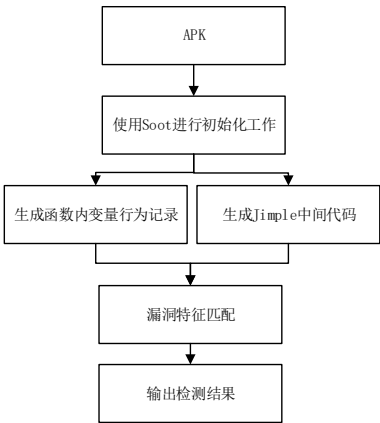 APK
使用Soot进行初始化工作
生成函数内变量行为记录
生成Jimple中间代码
漏洞特征匹配
输出检测结果